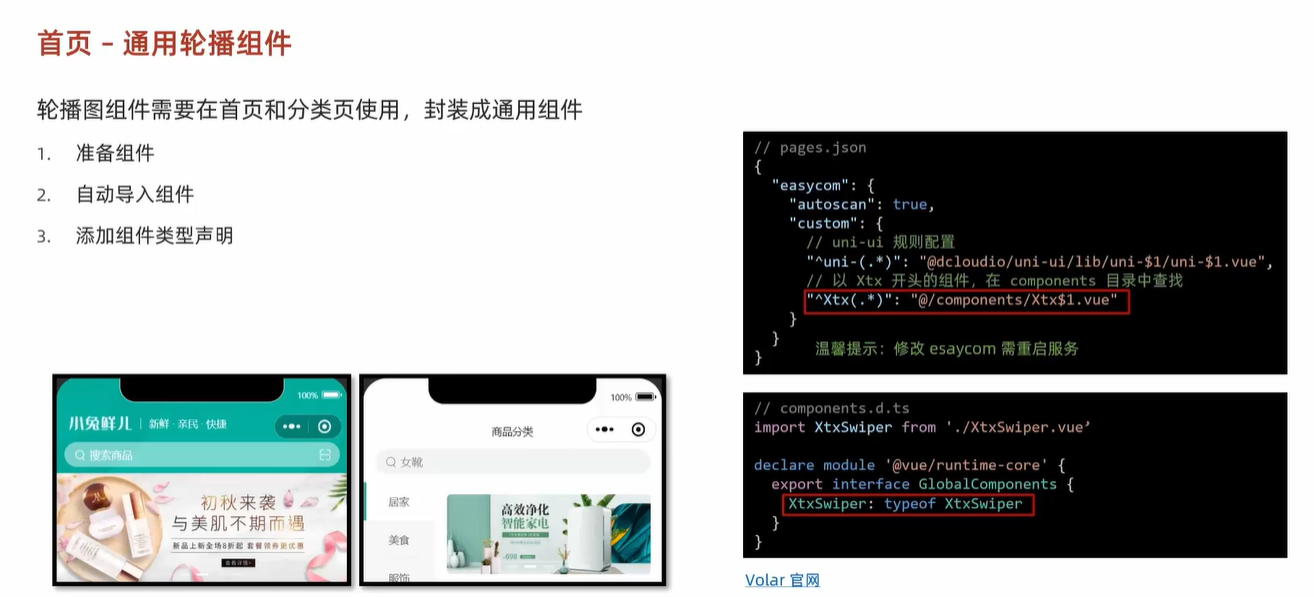 首页 – 通用轮播组件
轮播图组件需要在首页和分类页使用，封装成通用组件
1. 准备组件
2. 自动导入组件
3. 添加组件类型声明
// pages.json
{
"easycom": {
"autoscan": true,
"custom": {
// uni-ui 规则配置
"^uni-(.*)": "@dcloudio/uni-ui/lib/uni-$1/uni-$1.vue",
// 以 Xtx 开头的组件，在 components 目录中查找
"^Xtx(.*)": "@/components/Xtx$1.vue"
}
}
}
温馨提示：修改 esaycom 需重启服务
// components.d.ts
import XtxSwiper from './XtxSwiper.vue’
declare module '@vue/runtime-core' {
export interface GlobalComponents {
XtxSwiper: typeof XtxSwiper
}
}
Volar 官网
100%
小兔鲜儿 | 新鲜·亲民·快捷
搜索商品
初秋来袭
与美肌不期而遇
新品上新全场8折起 套餐领券更优惠
查看详情
100%
商品分类
女靴
居家
美食
服饰
高效净化
智能家电
-698